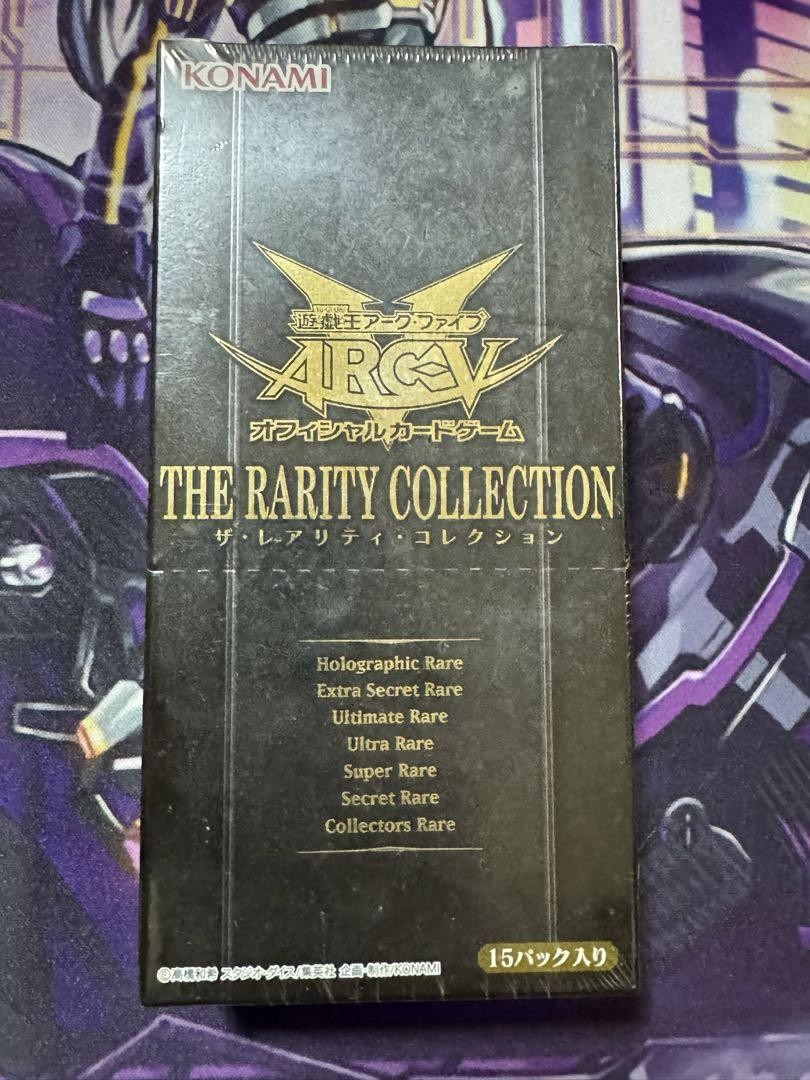 KONAMI
遊☆戯☆王アーク・ファイブ
ARC-V
オフィシャルカードゲーム
THE RARITY COLLECTION
ザ・レアリティ・コレクション
Holographic Rare
Extra Secret Rare
Ultimate Rare
Ultra Rare
Super Rare
Secret Rare
Collectors Rare
15パック入り
©高橋和希 スタジオ・ダイス/集英社 企画・制作/KONAMI